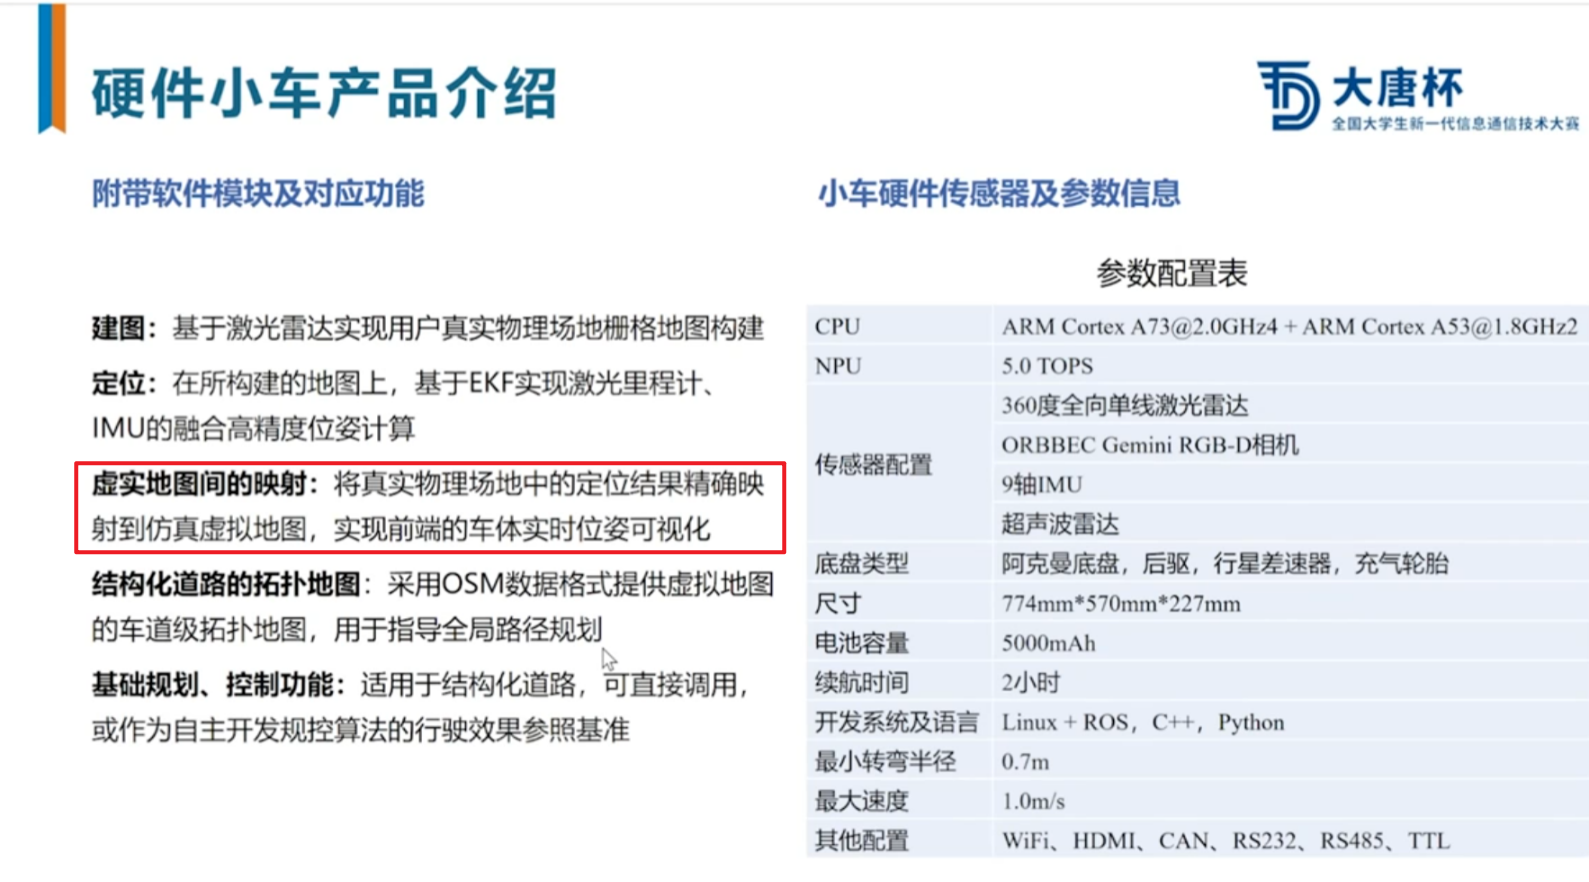 硬件小车产品介绍
大唐杯
全国大学生新一代信息通信技术大赛
附带软件模块及对应功能
建图：基于激光雷达实现用户真实物理场地栅格地图构建
定位：在所构建的地图上，基于EKF实现激光里程计、
IMU的融合高精度位姿计算
虚实地图间的映射：将真实物理场地中的定位结果精确映
射到仿真虚拟地图，实现前端的车体实时位姿可视化
结构化道路的拓扑地图：采用OSM数据格式提供虚拟地图
的车道级拓扑地图，用于指导全局路径规划
基础规划、控制功能：适用于结构化道路，可直接调用，
或作为自主开发规控算法的行驶效果参照基准
小车硬件传感器及参数信息
参数配置表
CPU ARM Cortex A73@2.0GHz4 + ARM Cortex A53@1.8GHz2
NPU 5.0 TOPS
传感器配置
360度全向单线激光雷达
ORBBEC Gemini RGB-D相机
9轴IMU
超声波雷达
底盘类型 阿克曼底盘，后驱，行星差速器，充气轮胎
尺寸 774mm*570mm*227mm
电池容量 5000mAh
续航时间 2小时
开发系统及语言 Linux + ROS，C++，Python
最小转弯半径 0.7m
最大速度 1.0m/s
其他配置 WiFi、HDMI、CAN、RS232、RS485、TTL